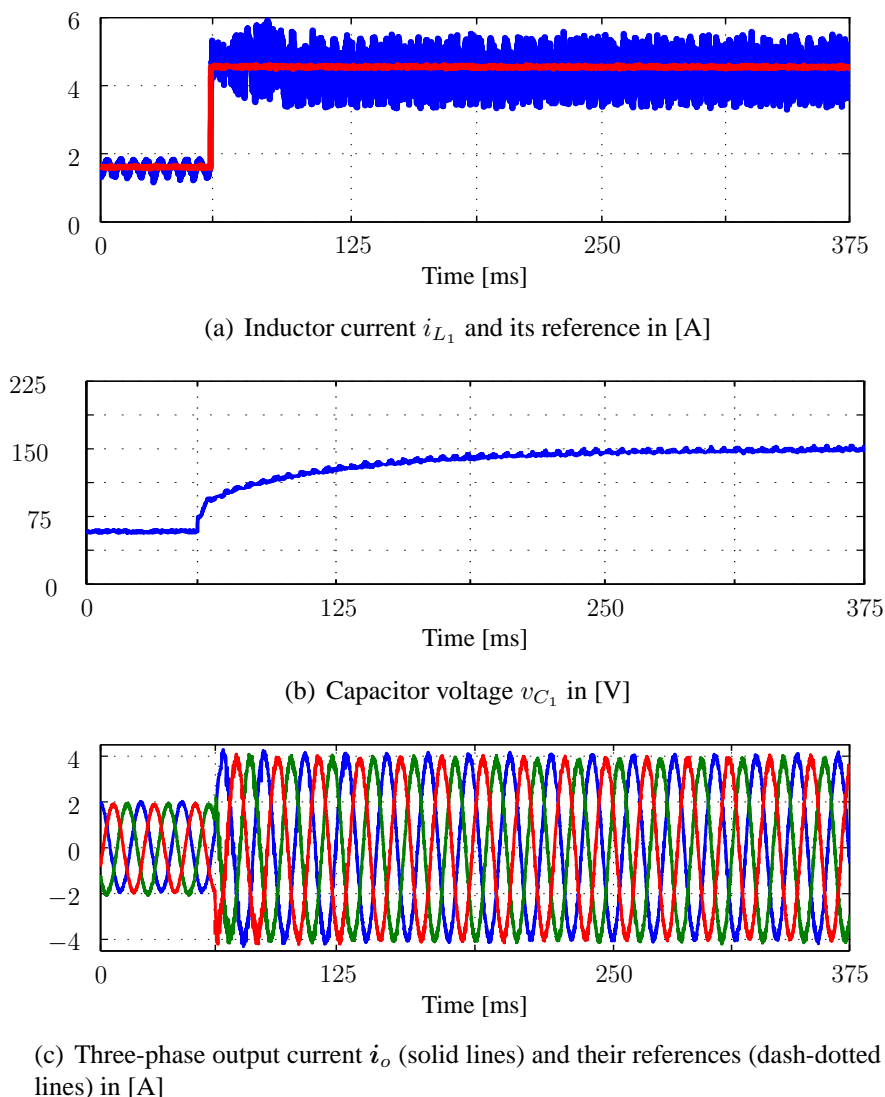 6
4
2
0
0 125 250 375
Time [ms]
(a) Inductor current i_{L_1} and its reference in [A]
225
150
75
0
0 125 250 375
Time [ms]
(b) Capacitor voltage v_{C_1} in [V]
4
2
0
−2
−4
0 125 250 375
Time [ms]
(c) Three-phase output current i_o (solid lines) and their references (dash-dotted
lines) in [A]